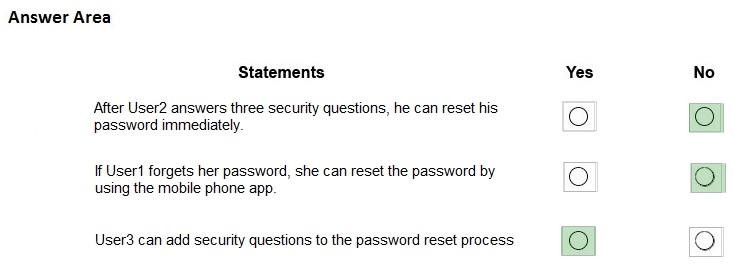 Answer Area
Statements Yes No
After User2 answers three security questions, he can reset his
password immediately.
If User1 forgets her password, she can reset the password by
using the mobile phone app.
User3 can add security questions to the password reset process